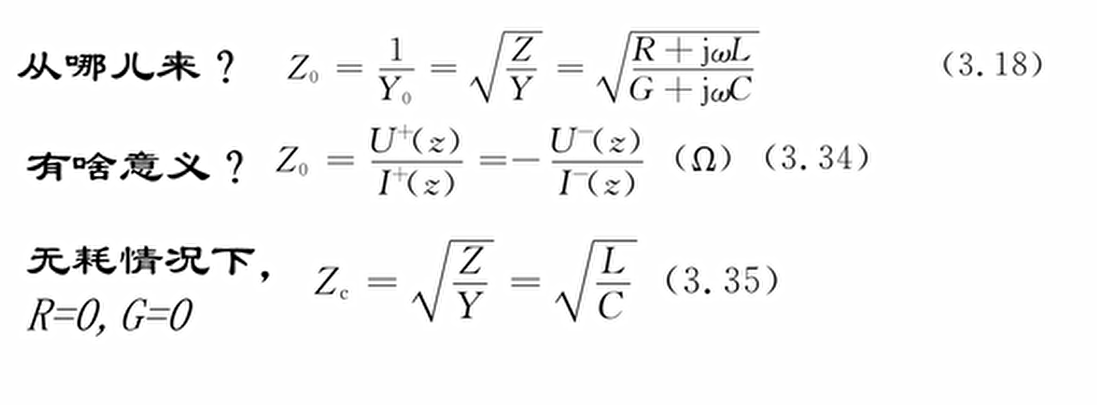 从哪儿来？ Z₀ = 1/Y₀ = √(Z/Y) = √((R + jωL)/(G + jωC)) (3.18)
有啥意义？ Z₀ = U⁺(z)/I⁺(z) = − U⁻(z)/I⁻(z) (Ω) (3.34)
无耗情况下， Z_c = √(Z/Y) = √(L/C) (3.35)
R=0, G=0